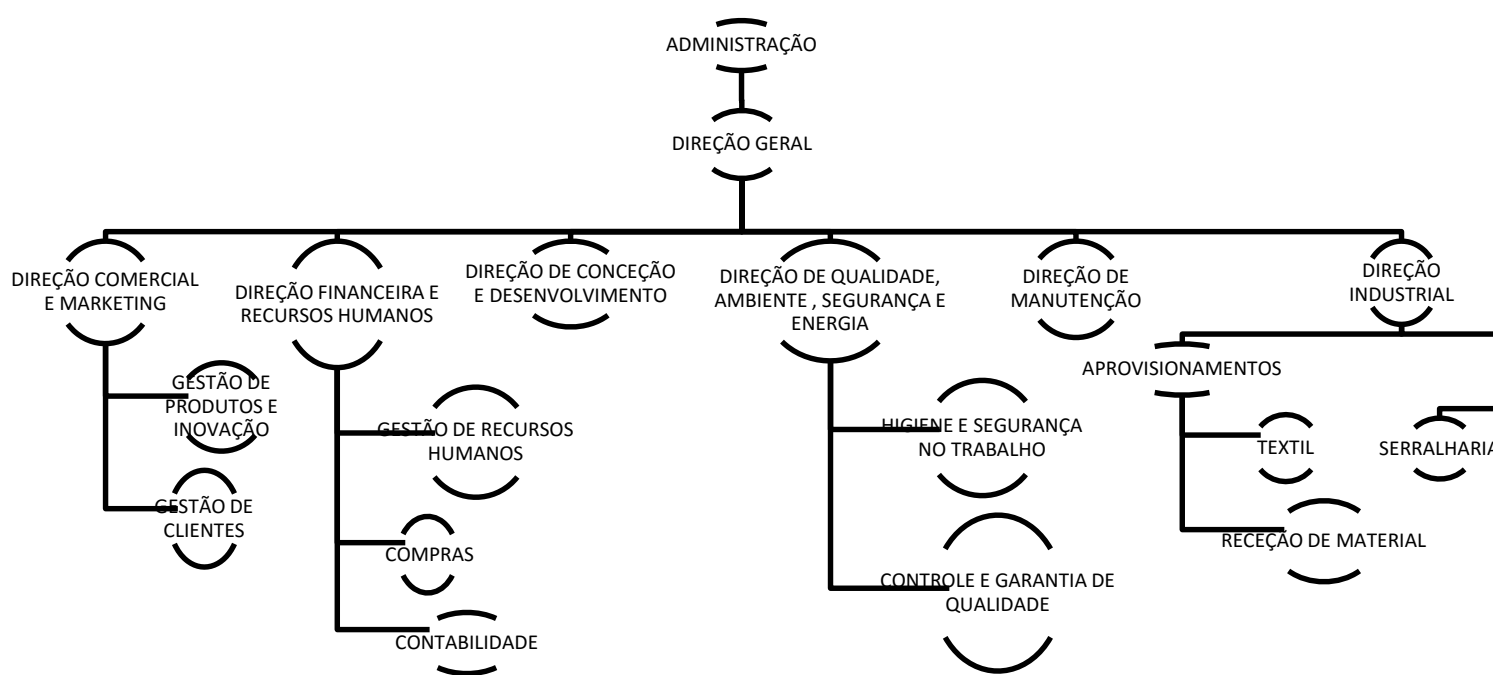 ADMINISTRAÇÃO
DIREÇÃO GERAL
DIREÇÃO COMERCIAL
E MARKETING
DIREÇÃO FINANCEIRA E
RECURSOS HUMANOS
DIREÇÃO DE CONCEÇÃO
E DESENVOLVIMENTO
DIREÇÃO DE QUALIDADE,
AMBIENTE , SEGURANÇA E
ENERGIA
DIREÇÃO DE
MANUTENÇÃO
DIREÇÃO
INDUSTRIAL
GESTÃO DE
PRODUTOS E
INOVAÇÃO
GESTÃO DE
CLIENTES
GESTÃO DE RECURSOS
HUMANOS
COMPRAS
CONTABILIDADE
HIGIENE E SEGURANÇA
NO TRABALHO
CONTROLE E GARANTIA DE
QUALIDADE
APROVISIONAMENTOS
TEXTIL
RECEÇÃO DE MATERIAL
SERRALHARIA